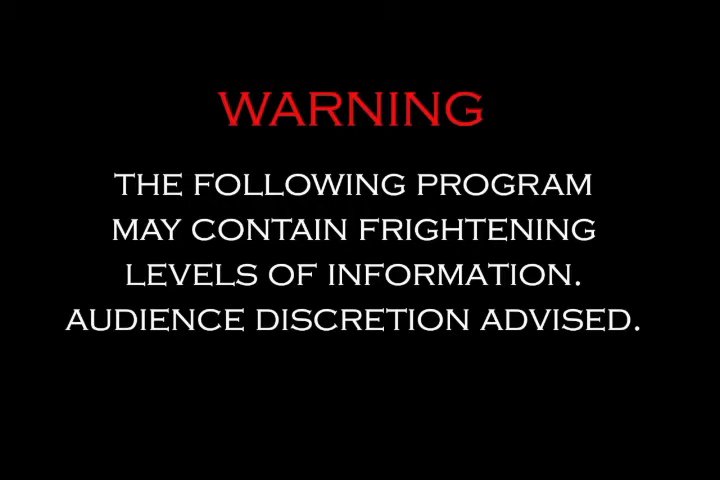 WARNING
THE FOLLOWING PROGRAM
MAY CONTAIN FRIGHTENING
LEVELS OF INFORMATION.
AUDIENCE DISCRETION ADVISED.